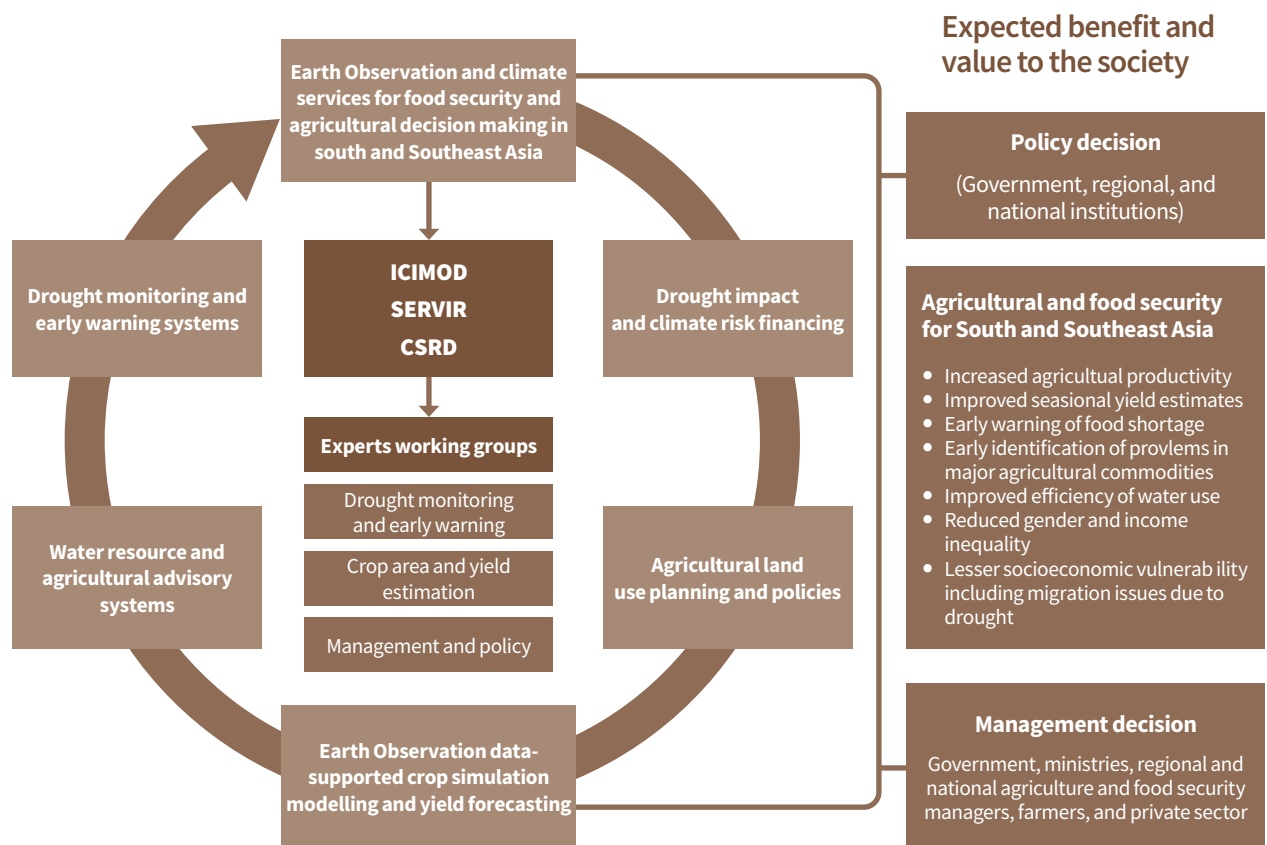 Expected benefit and
value to the society
Earth Observation and climate
services for food security and
agricultural decision making in
south and Southeast Asia
Drought monitoring and
early warning systems
ICIMOD
SERVIR
CSRD
Drought impact
and climate risk financing
Experts working groups
Drought monitoring
and early warning
Crop area and yield
estimation
Management and policy
Water resource and
agricultural advisory
systems
Agricultural land
use planning and policies
Earth Observation data-
supported crop simulation
modelling and yield forecasting
Policy decision
(Government, regional, and
national institutions)
Agricultural and food security
for South and Southeast Asia
• Increased agricultual productivity
• Improved seasonal yield estimates
• Early warning of food shortage
• Early identification of provlems in
major agricultural commodities
• Improved efficiency of water use
• Reduced gender and income
inequality
• Lesser socioeconomic vulnerab ility
including migration issues due to
drought
Management decision
Government, ministries, regional and
national agriculture and food security
managers, farmers, and private sector